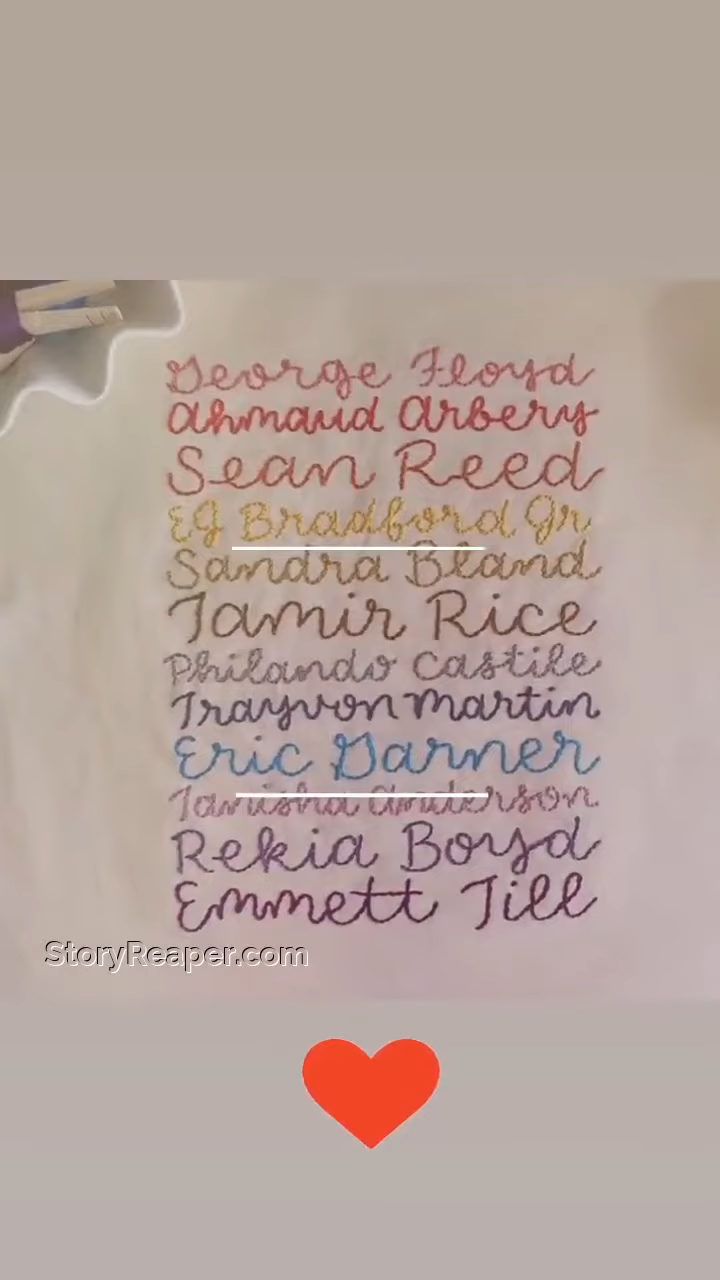 George Floyd
Ahmaud Arbery
Sean Reed
EJ Bradford Jr
Sandra Bland
Tamir Rice
Philando Castile
Trayvon Martin
Eric Garner
Tanisha Anderson
Rekia Boyd
Emmett Till
StoryReaper.com